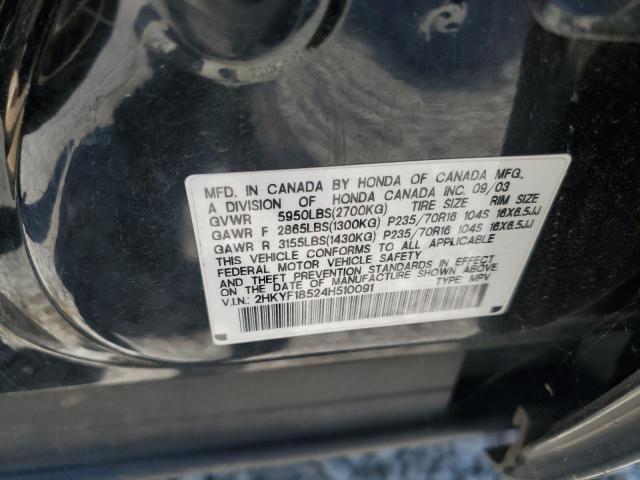 MFD. IN CANADA BY HONDA OF CANADA MFG.,
A DIVISION OF HONDA CANADA INC. 09/03
GVWR 5950LBS(2700KG) TIRE SIZE RIM SIZE
GAWR F 2865LBS(1300KG) P235/70R16 104S 16X6.5JJ
GAWR R 3155LBS(1430KG) P235/70R16 104S 16X6.5JJ
THIS VEHICLE CONFORMS TO ALL APPLICABLE
FEDERAL MOTOR VEHICLE SAFETY
AND THEFT PREVENTION STANDARDS IN EFFECT
ON THE DATE OF MANUFACTURE SHOWN ABOVE
V.I.N.: 2HKYF18524H510091 TYPE: MPV